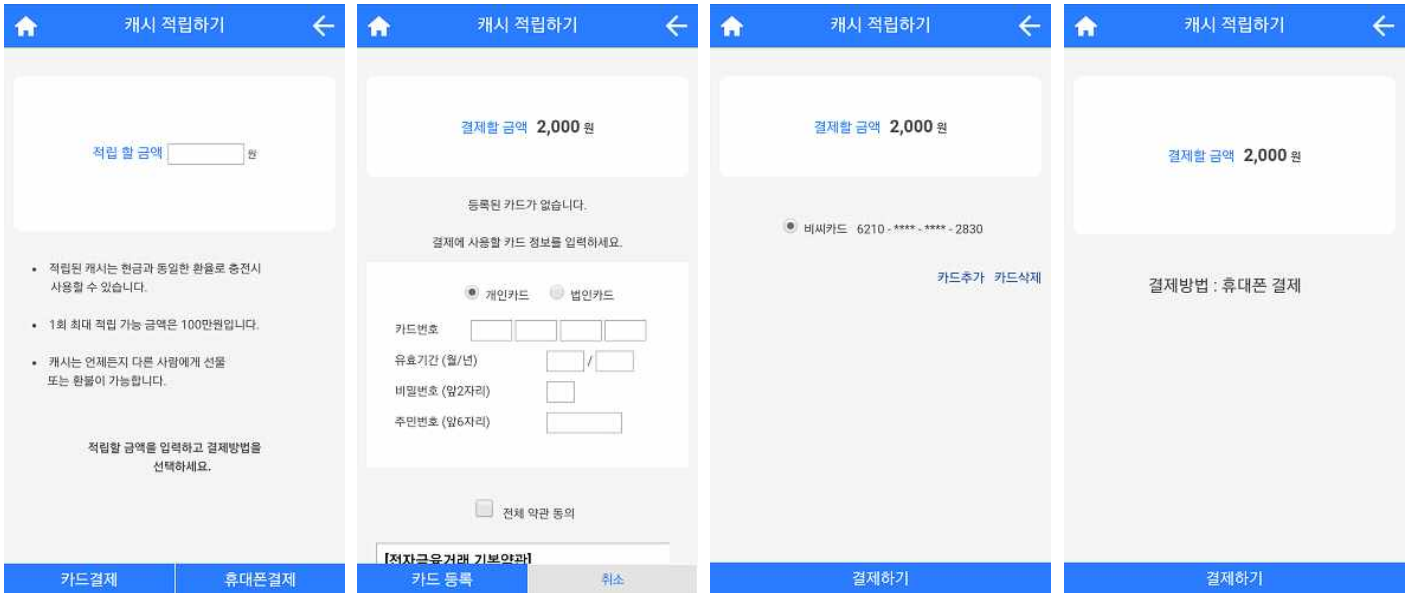 캐시 적립하기
적립 할 금액 원
• 적립된 캐시는 현금과 동일한 환율로 충전시
사용할 수 있습니다.
• 1회 최대 적립 가능 금액은 100만원입니다.
• 캐시는 언제든지 다른 사람에게 선물
또는 환불이 가능합니다.
적립할 금액을 입력하고 결제방법을
선택하세요.
카드결제 휴대폰결제
캐시 적립하기
결제할 금액 2,000 원
등록된 카드가 없습니다.
결제에 사용할 카드 정보를 입력하세요.
개인카드 법인카드
카드번호
유효기간 (월/년) /
비밀번호 (앞2자리)
주민번호 (앞6자리)
전체 약관 동의
[전자금융거래 기본약관]
카드 등록 취소
캐시 적립하기
결제할 금액 2,000 원
비씨카드 6210 - **** - **** - 2830
카드추가 카드삭제
결제하기
캐시 적립하기
결제할 금액 2,000 원
결제방법 : 휴대폰 결제
결제하기